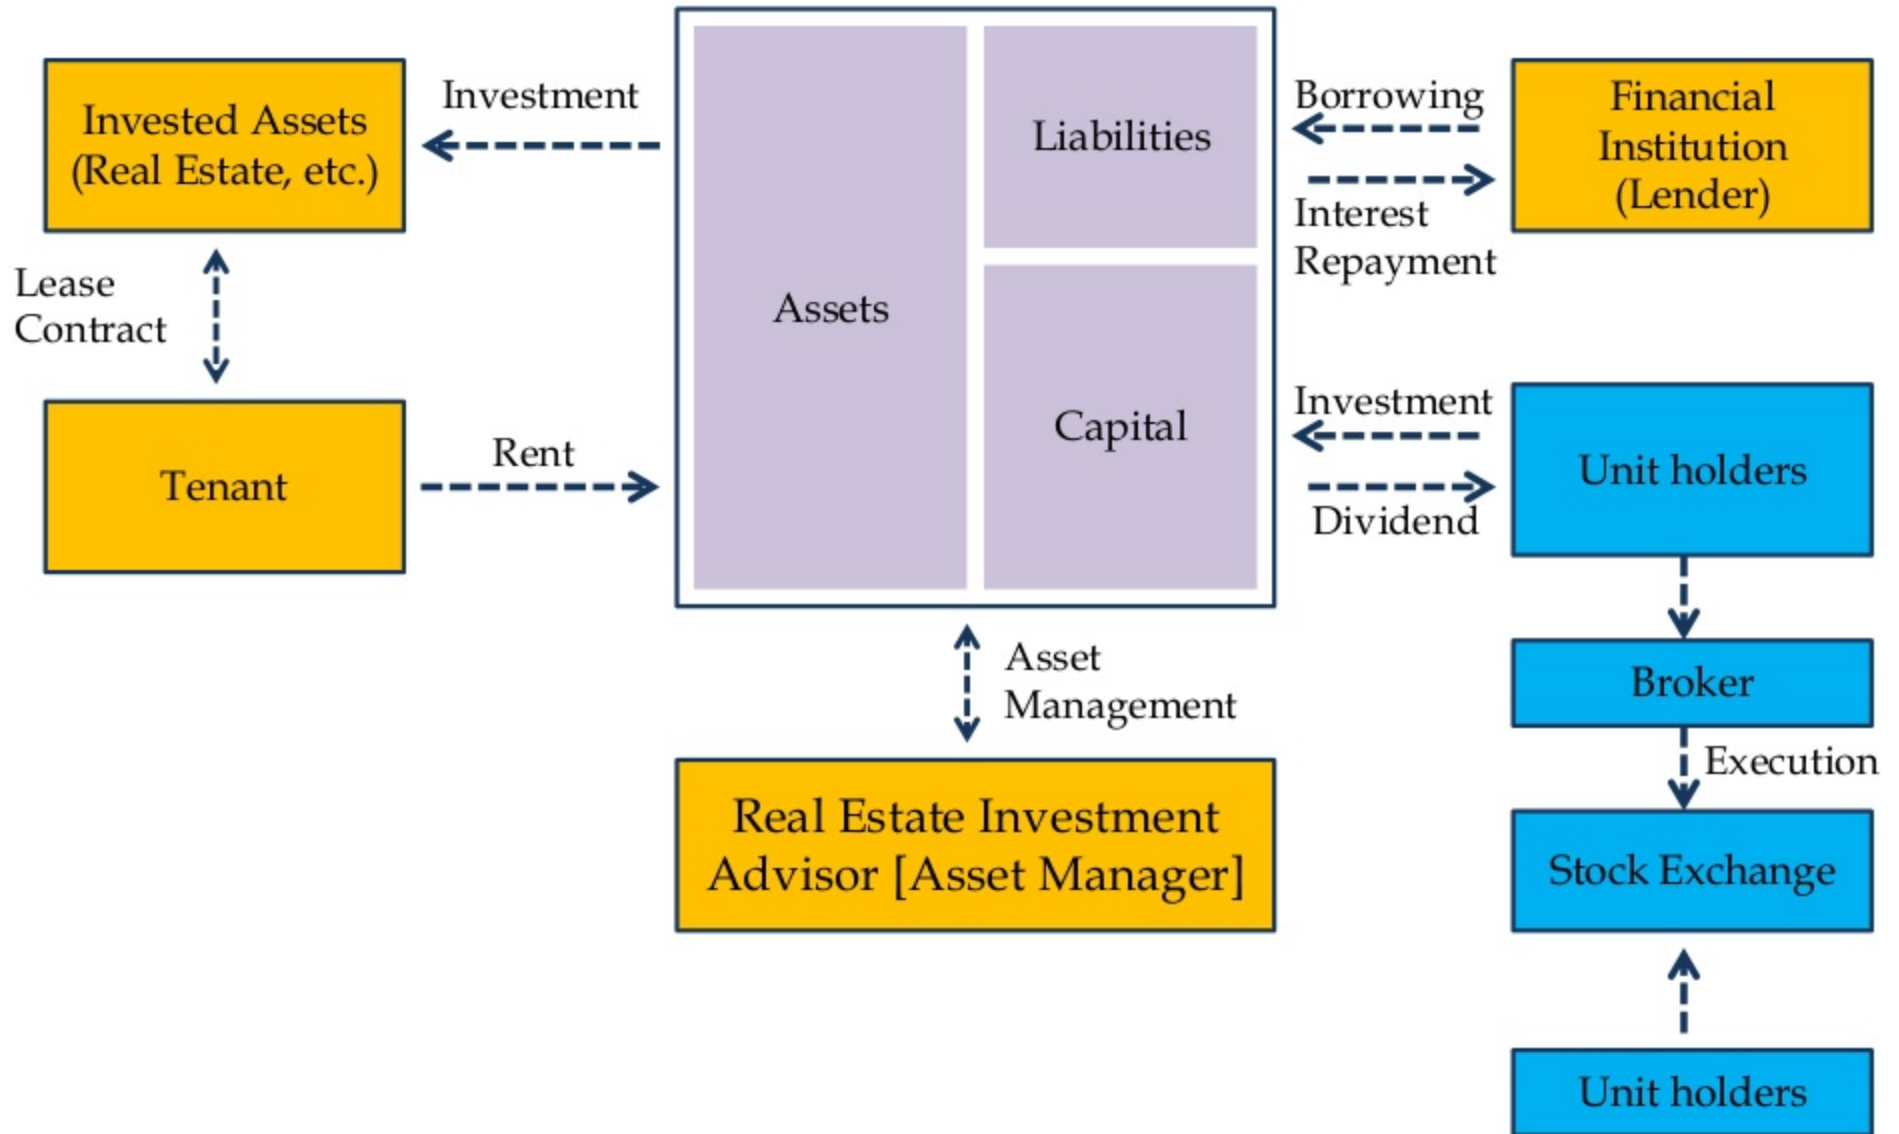 Invested Assets
(Real Estate, etc.)
Investment
Lease
Contract
Tenant
Rent
Assets
Liabilities
Capital
Borrowing
Interest
Repayment
Financial
Institution
(Lender)
Investment
Dividend
Unit holders
Asset
Management
Real Estate Investment
Advisor [Asset Manager]
Broker
Execution
Stock Exchange
Unit holders